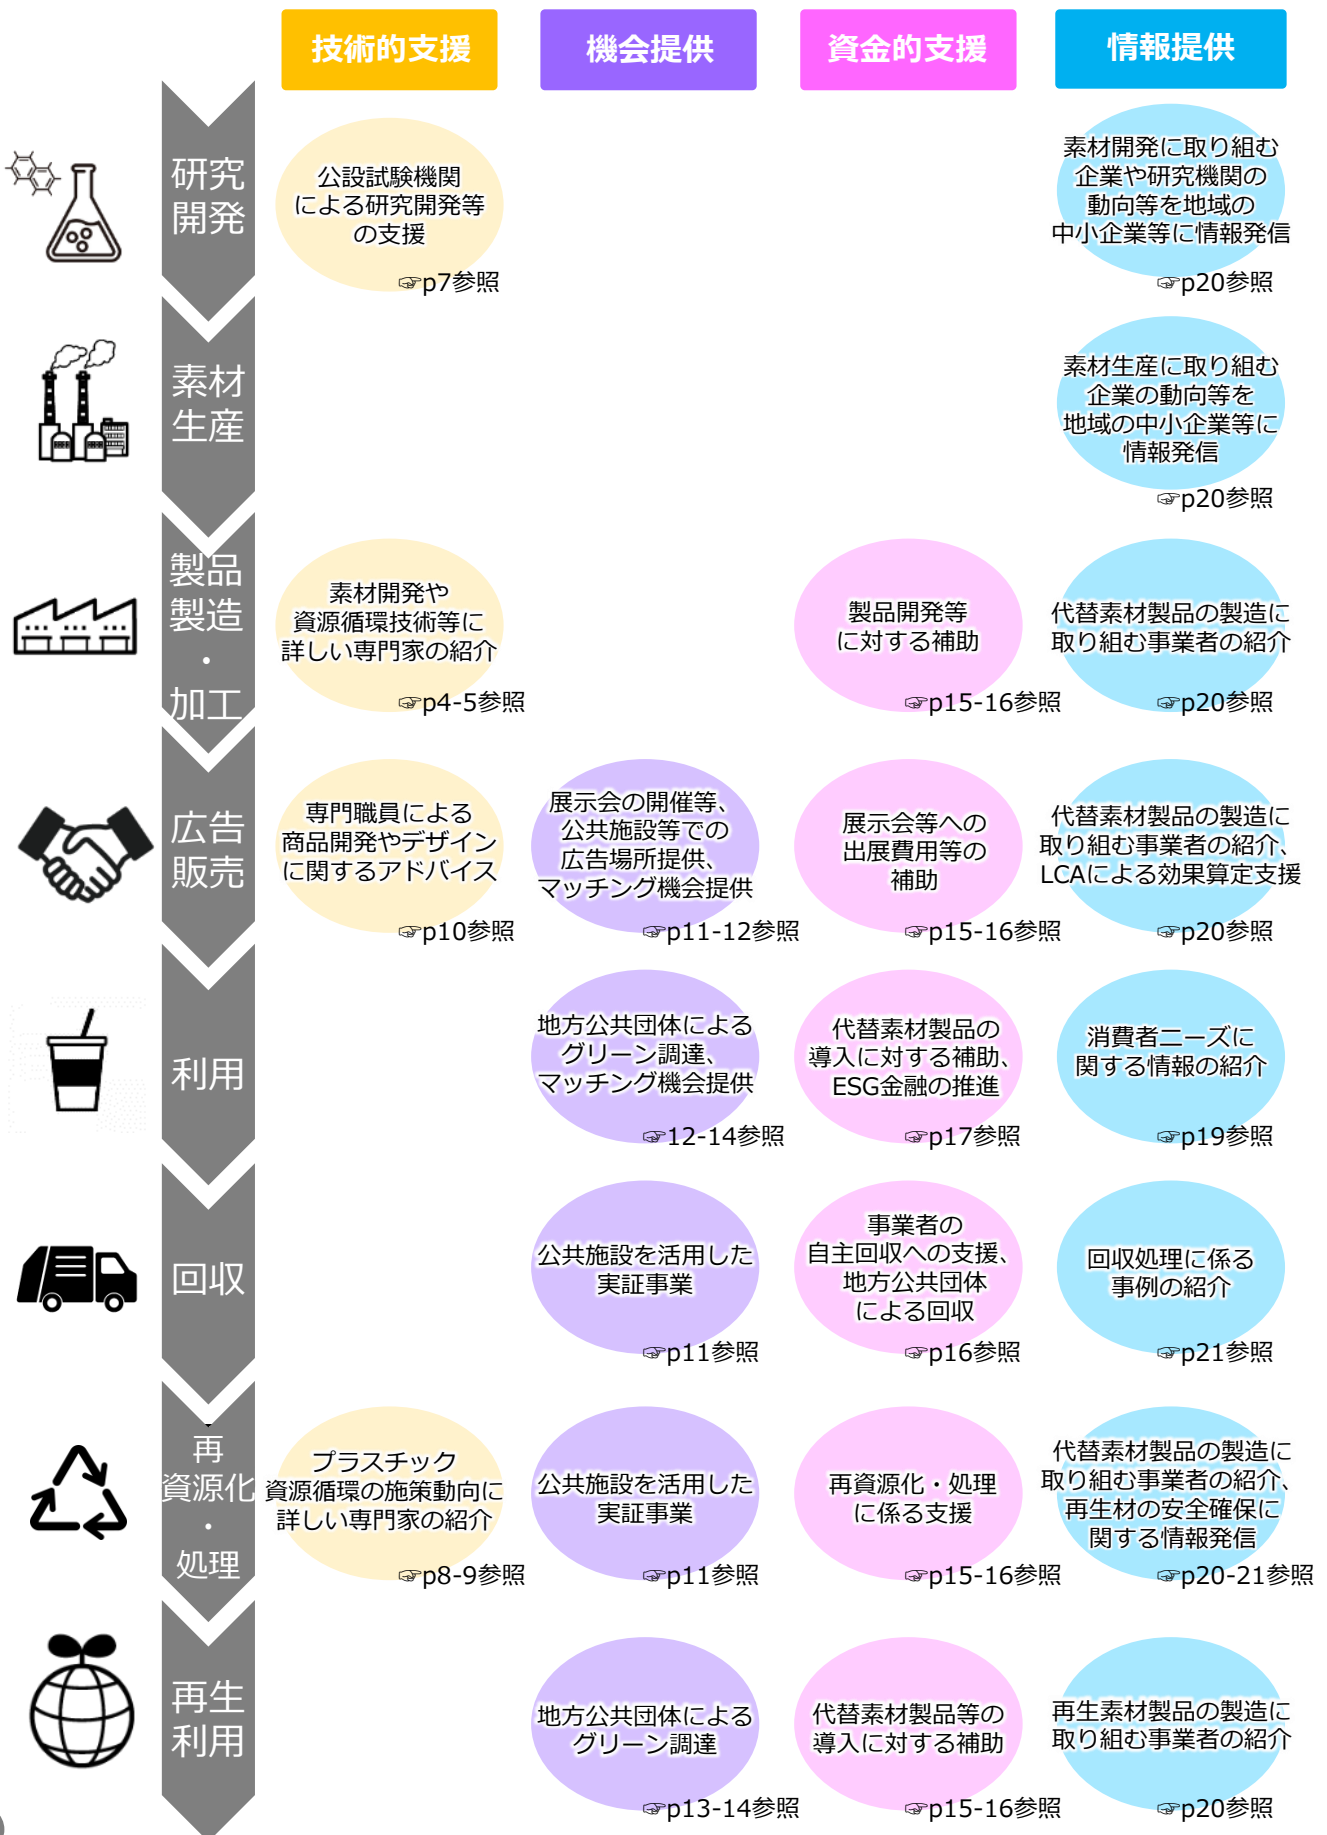 技術的支援
機会提供
資金的支援
情報提供
研究
開発
公設試験機関
による研究開発等
の支援
☞p7参照
素材開発に取り組む
企業や研究機関の
動向等を地域の
中小企業等に情報発信
☞p20参照
素材
生産
素材生産に取り組む
企業の動向等を
地域の中小企業等に
情報発信
☞p20参照
製品
製造
・
加工
素材開発や
資源循環技術等に
詳しい専門家の紹介
☞p4-5参照
製品開発等
に対する補助
☞p15-16参照
代替素材製品の製造に
取り組む事業者の紹介
☞p20参照
広告
販売
専門職員による
商品開発やデザイン
に関するアドバイス
☞p10参照
展示会の開催等、
公共施設等での
広告場所提供、
マッチング機会提供
☞p11-12参照
展示会等への
出展費用等の
補助
☞p15-16参照
代替素材製品の製造に
取り組む事業者の紹介、
LCAによる効果算定支援
☞p20参照
利用
地方公共団体による
グリーン調達、
マッチング機会提供
☞12-14参照
代替素材製品の
導入に対する補助、
ESG金融の推進
☞p17参照
消費者ニーズに
関する情報の紹介
☞p19参照
回収
公共施設を活用した
実証事業
☞p11参照
事業者の
自主回収への支援、
地方公共団体
による回収
☞p16参照
回収処理に係る
事例の紹介
☞p21参照
再
資源化
・
処理
プラスチック
資源循環の施策動向に
詳しい専門家の紹介
☞p8-9参照
公共施設を活用した
実証事業
☞p11参照
再資源化・処理
に係る支援
☞p15-16参照
代替素材製品の製造に
取り組む事業者の紹介、
再生材の安全確保に
関する情報発信
☞p20-21参照
再生
利用
地方公共団体による
グリーン調達
☞p13-14参照
代替素材製品等の
導入に対する補助
☞p15-16参照
再生素材製品の製造に
取り組む事業者の紹介
☞p20参照